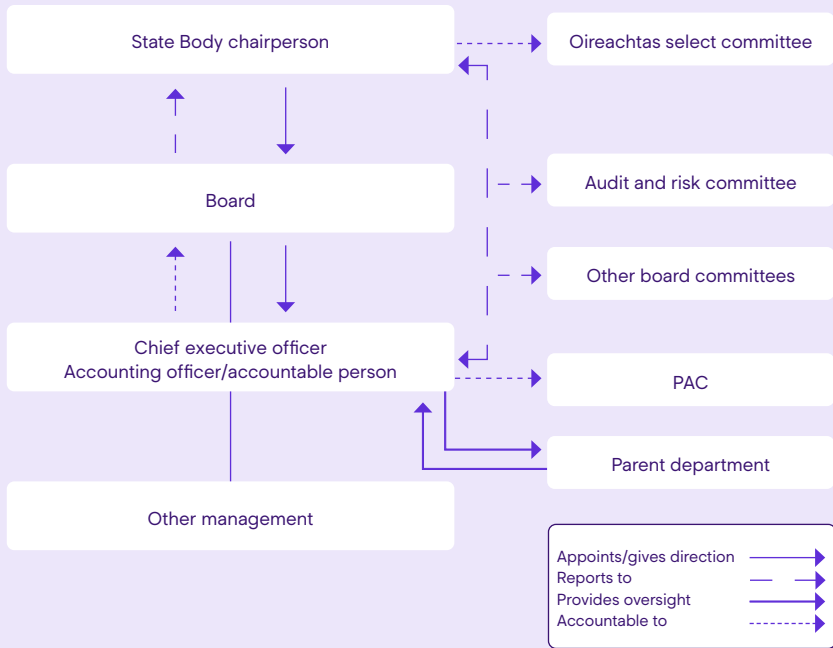 State Body chairperson
Oireachtas select committee
Board
Audit and risk committee
Other board committees
Chief executive officer
Accounting officer/accountable person
PAC
Parent department
Other management
Appoints/gives direction
Reports to
Provides oversight
Accountable to